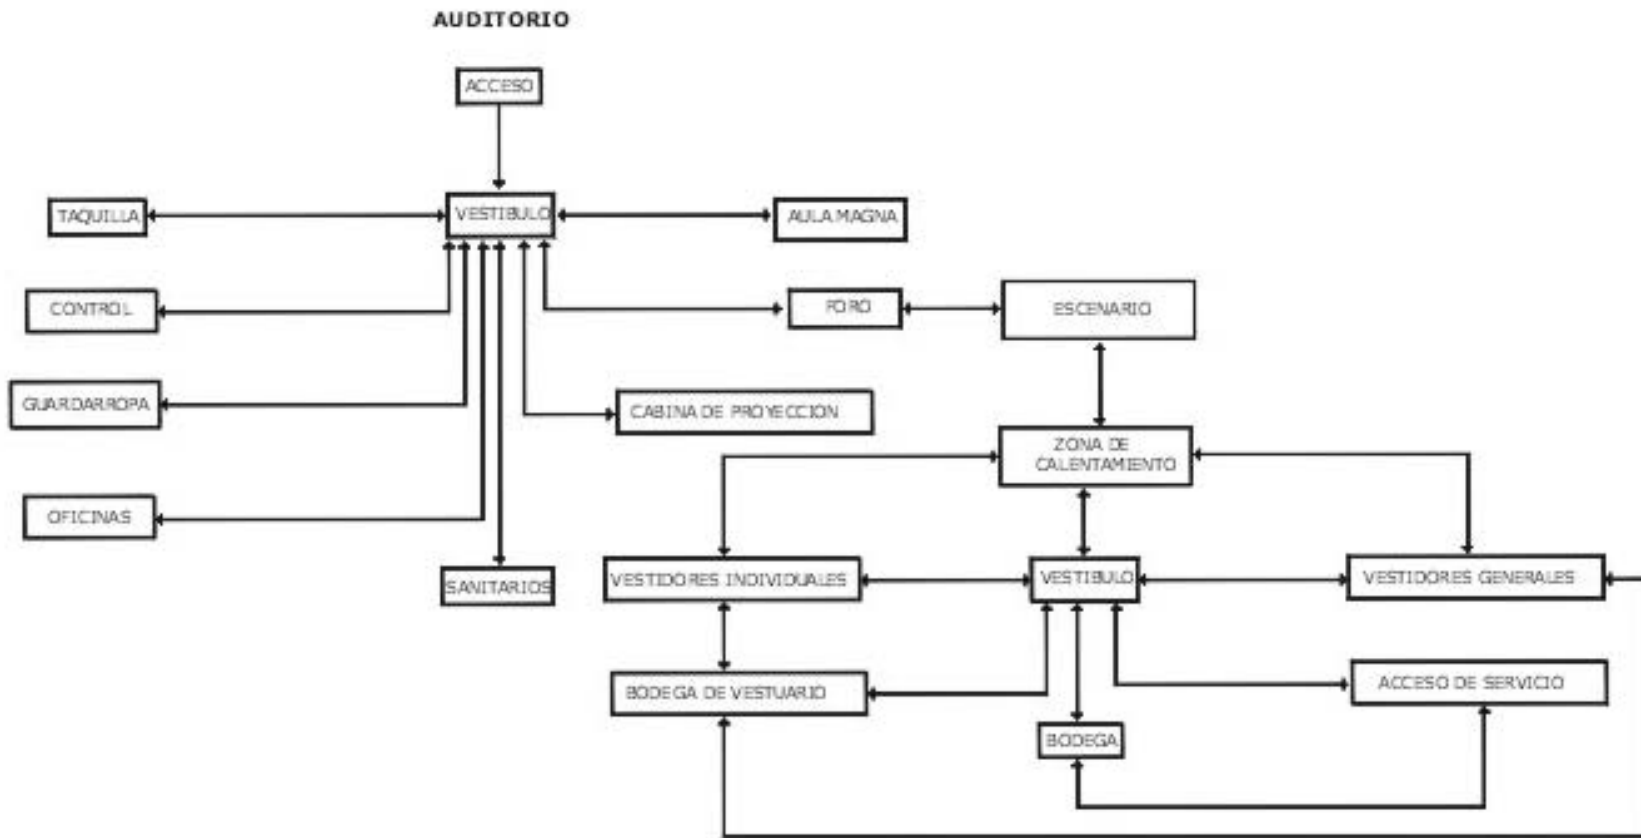 AUDITORIO
ACCESO
TAQUILLA
VESTIBULO
AULA MAGNA
CONTROL
FORO
ESCENARIO
GUARDARROPA
CABINA DE PROYECCION
ZONA DE
CALENTAMIENTO
OFICINAS
SANITARIOS
VESTIDORES INDIVIDUALES
VESTIBULO
VESTIDORES GENERALES
BODEGA DE VESTUARIO
ACCESO DE SERVICIO
BODEGA